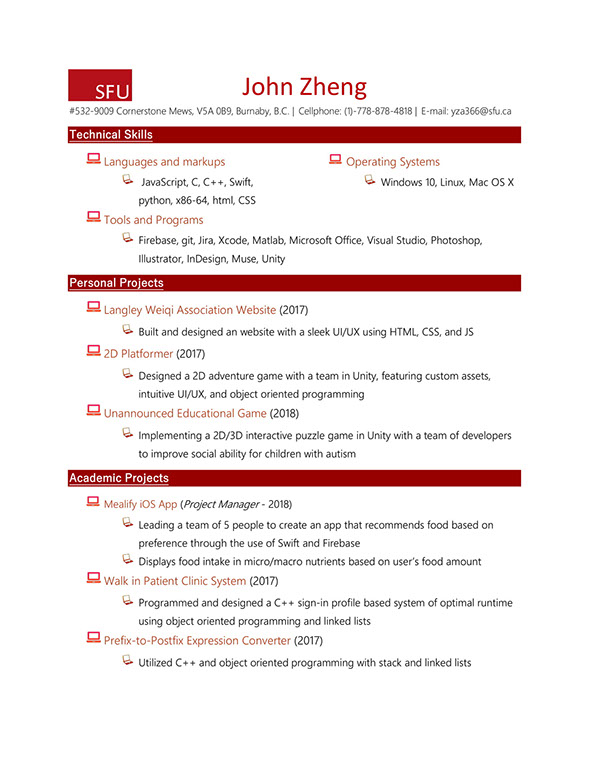 SFU
John Zheng
#532-9009 Cornerstone Mews, V5A 0B9, Burnaby, B.C. | Cellphone: (1)-778-878-4818 | E-mail: yza366@sfu.ca
Technical Skills
Languages and markups
JavaScript, C, C++, Swift,
python, x86-64, html, CSS
Operating Systems
Windows 10, Linux, Mac OS X
Tools and Programs
Firebase, git, Jira, Xcode, Matlab, Microsoft Office, Visual Studio, Photoshop,
Illustrator, InDesign, Muse, Unity
Personal Projects
Langley Weiqi Association Website (2017)
Built and designed an website with a sleek UI/UX using HTML, CSS, and JS
2D Platformer (2017)
Designed a 2D adventure game with a team in Unity, featuring custom assets,
intuitive UI/UX, and object oriented programming
Unannounced Educational Game (2018)
Implementing a 2D/3D interactive puzzle game in Unity with a team of developers
to improve social ability for children with autism
Academic Projects
Mealify iOS App (Project Manager - 2018)
Leading a team of 5 people to create an app that recommends food based on
preference through the use of Swift and Firebase
Displays food intake in micro/macro nutrients based on user's food amount
Walk in Patient Clinic System (2017)
Programmed and designed a C++ sign-in profile based system of optimal runtime
using object oriented programming and linked lists
Prefix-to-Postfix Expression Converter (2017)
Utilized C++ and object oriented programming with stack and linked lists